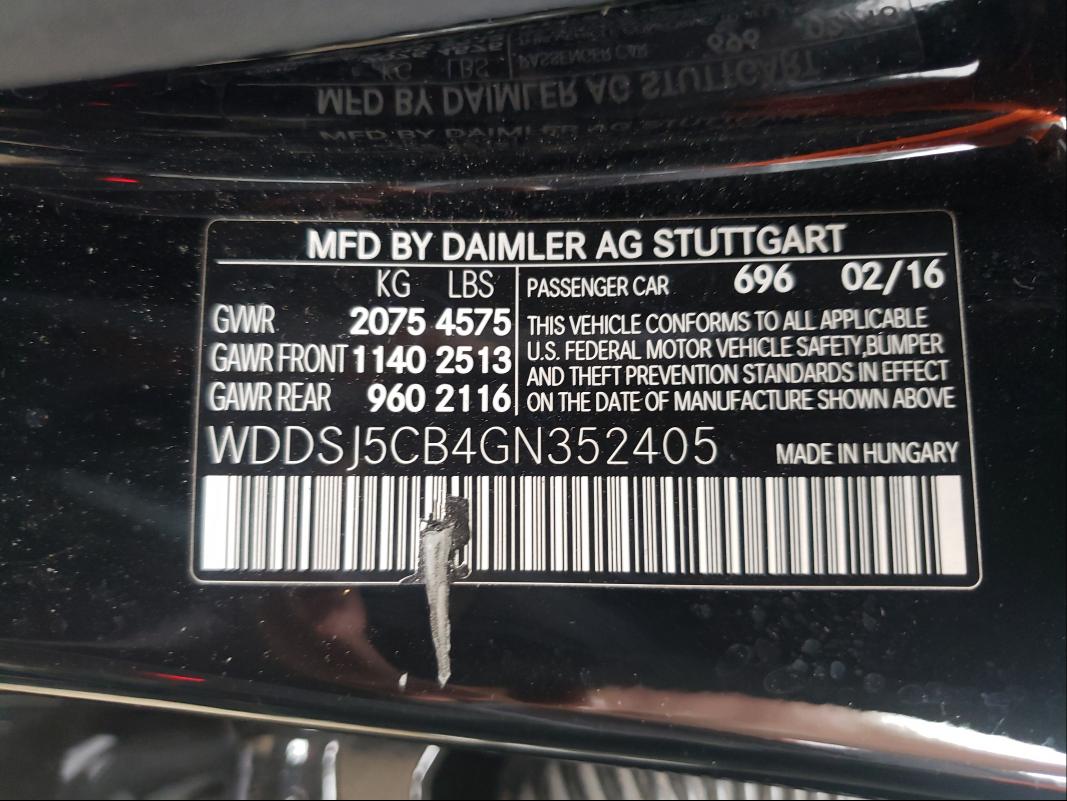 MFD BY DAIMLER AG STUTTGART
KG LBS
GVWR 2075 4575
GAWR FRONT 1140 2513
GAWR REAR 960 2116
PASSENGER CAR 696 02/16
THIS VEHICLE CONFORMS TO ALL APPLICABLE
U.S. FEDERAL MOTOR VEHICLE SAFETY,BUMPER
AND THEFT PREVENTION STANDARDS IN EFFECT
ON THE DATE OF MANUFACTURE SHOWN ABOVE
WDDSJ5CB4GN352405
MADE IN HUNGARY